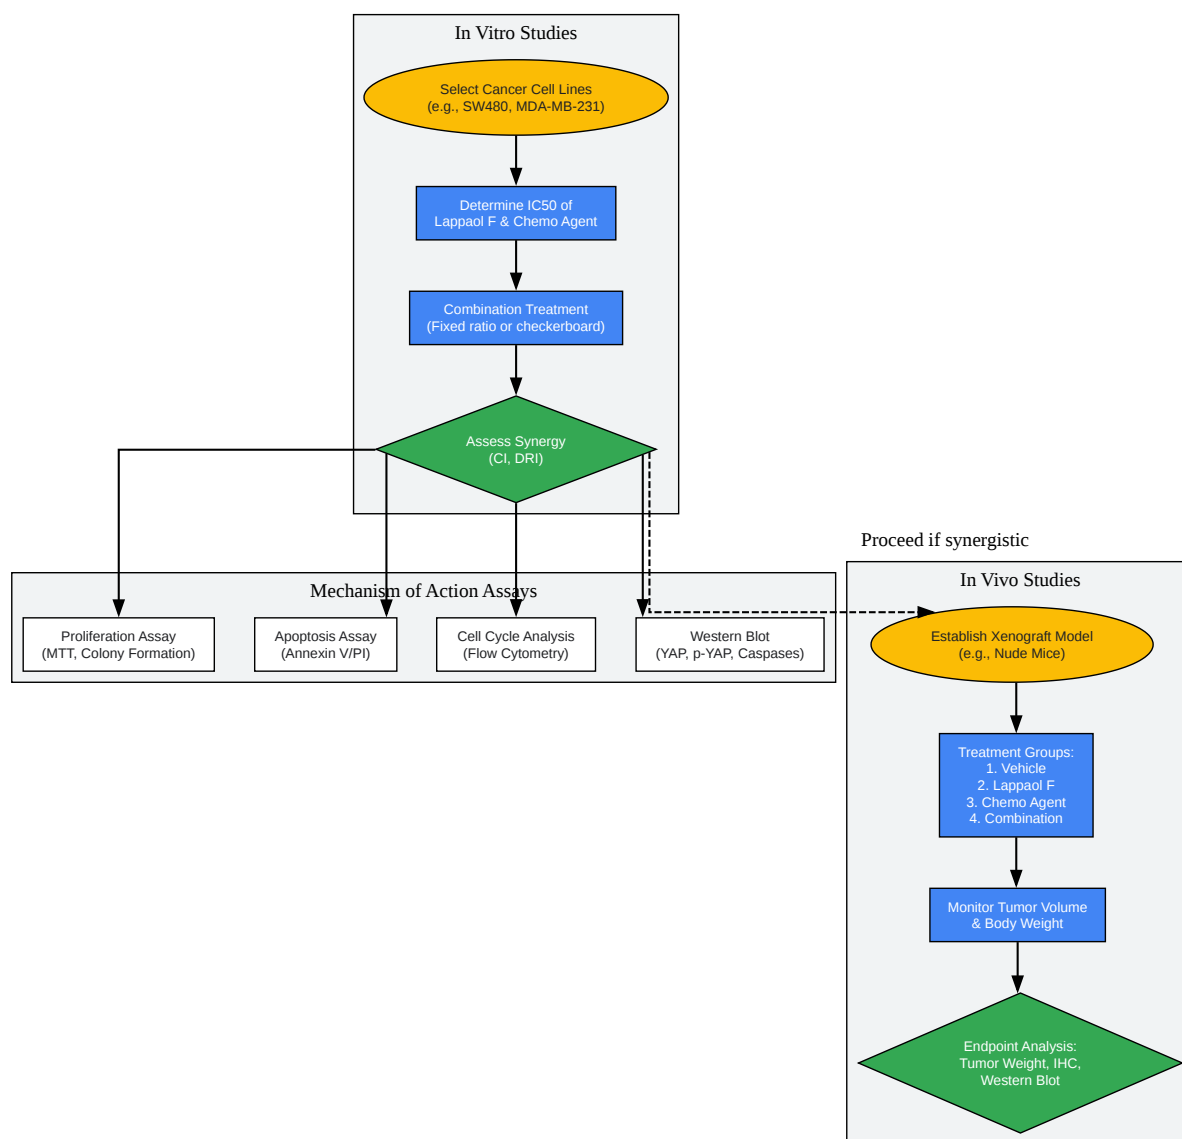 In Vitro Studies
Select Cancer Cell Lines
(e.g., SW480, MDA-MB-231)
Determine IC50 of
Lappaol F & Chemo Agent
Combination Treatment
(Fixed ratio or checkerboard)
Assess Synergy
(CI, DRI)
Mechanism of Action Assays
Proliferation Assay
(MTT, Colony Formation)
Apoptosis Assay
(Annexin V/PI)
Cell Cycle Analysis
(Flow Cytometry)
Western Blot
(YAP, p-YAP, Caspases)
Proceed if synergistic
In Vivo Studies
Establish Xenograft Model
(e.g., Nude Mice)
Treatment Groups:
1. Vehicle
2. Lappaol F
3. Chemo Agent
4. Combination
Monitor Tumor Volume
& Body Weight
Endpoint Analysis:
Tumor Weight, IHC,
Western Blot